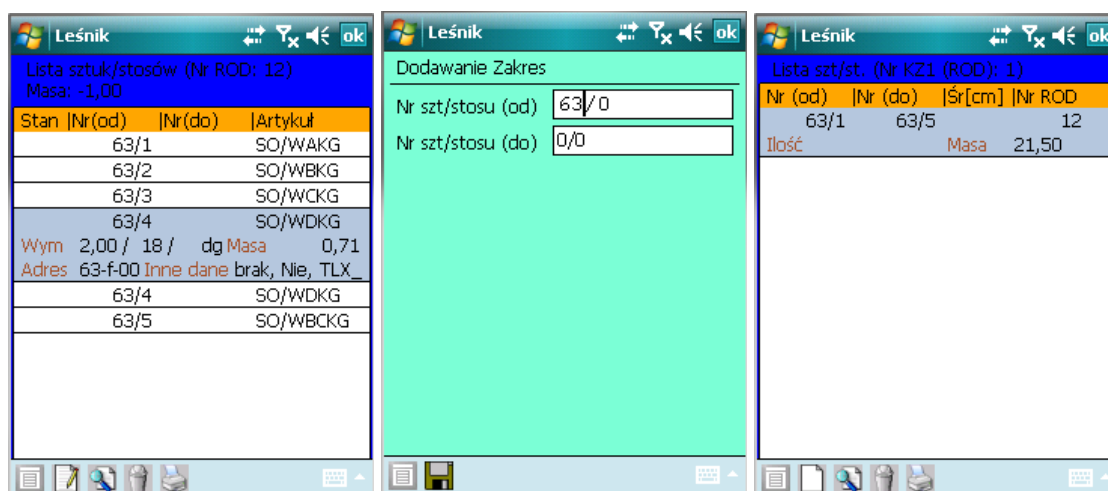 Leśnik
ok
Lista sztuk/stosów (Nr ROD: 12)
Masa: -1,00
Stan |Nr(od) |Nr(do) |Artykuł
63/1 SO/WAKG
63/2 SO/WBKG
63/3 SO/WCKG
63/4 SO/WDKG
Wym 2,00 / 18 / dg Masa 0,71
Adres 63-f-00 Inne dane brak, Nie, TLX_
63/4 SO/WDKG
63/5 SO/WBCKG
Leśnik
ok
Dodawanie Zakres
Nr szt/stosu (od) 63/0
Nr szt/stosu (do) 0/0
Leśnik
ok
Lista szt/st. (Nr KZ1 (ROD): 1)
Nr (od) |Nr (do) |Śr[cm] |Nr ROD
63/1 63/5 12
Ilość Masa 21,50